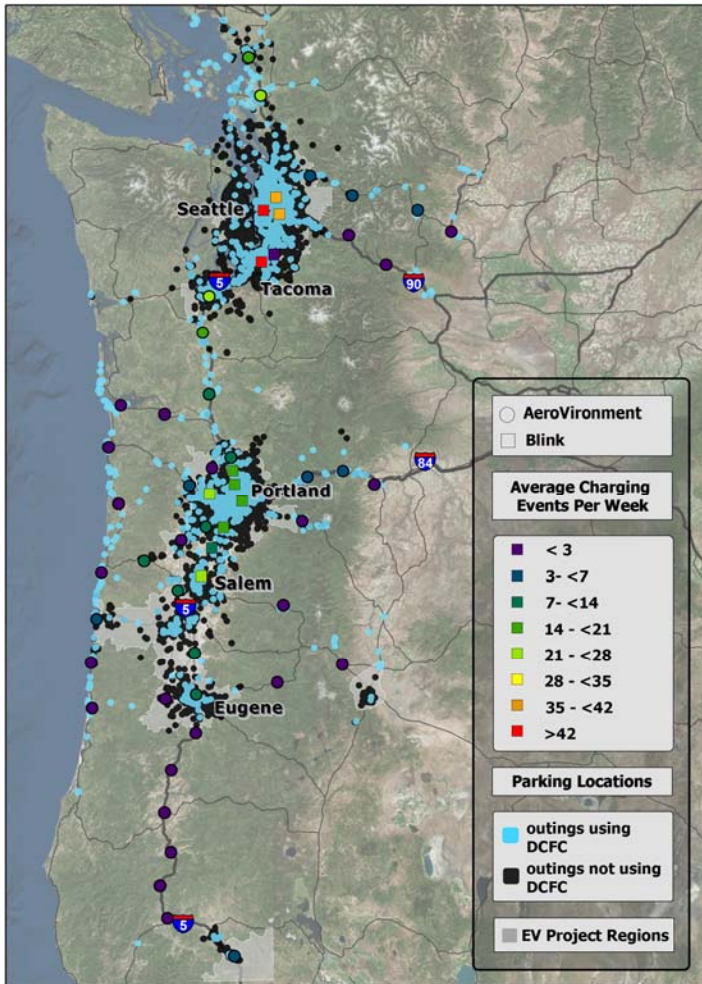 Seattle
Tacoma
5
90
AeroVironment
Blink
84
Portland
Average Charging
Events Per Week
< 3
3- <7
7- <14
14 - <21
21 - <28
28 - <35
35 - <42
>42
Salem
5
Eugene
Parking Locations
outings using
DCFC
outings not using
DCFC
5
EV Project Regions